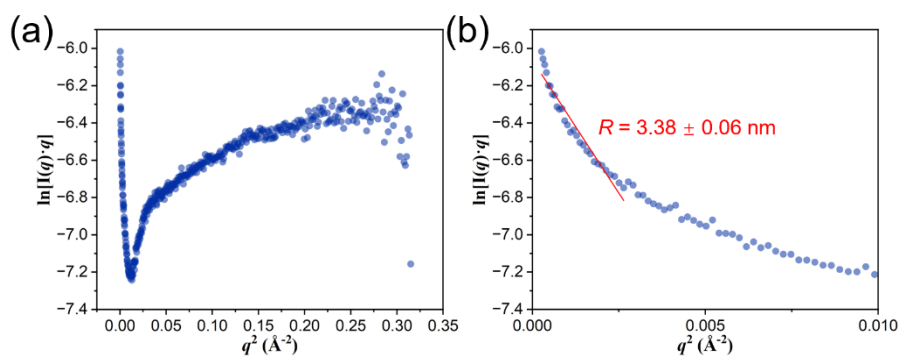 (a)
ln[I(q)·q]
−6.0
−6.2
−6.4
−6.6
−6.8
−7.0
−7.2
−7.4
0.00 0.05 0.10 0.15 0.20 0.25 0.30 0.35
q² (Å⁻²)
(b)
ln[I(q)·q]
−6.0
−6.2
−6.4
−6.6
−6.8
−7.0
−7.2
−7.4
R = 3.38 ± 0.06 nm
0.000 0.005 0.010
q² (Å⁻²)